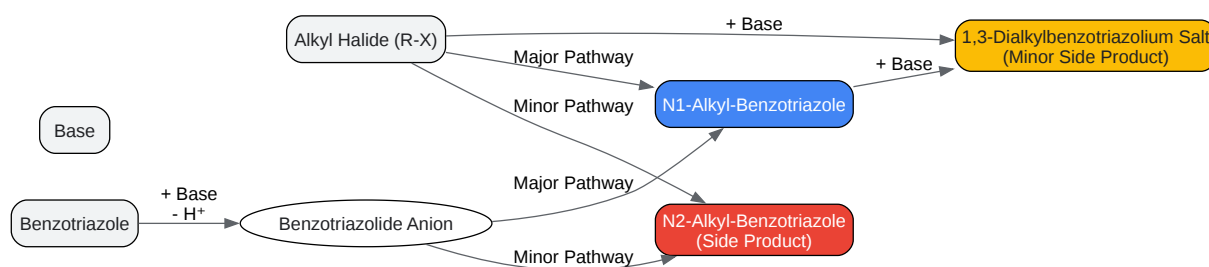 + Base
Alkyl Halide (R-X)
1,3-Dialkylbenzotriazolium Salt
(Minor Side Product)
Major Pathway
+ Base
Minor Pathway
N1-Alkyl-Benzotriazole
Base
+ Base
- H⁺
Major Pathway
Benzotriazole
Benzotriazolide Anion
N2-Alkyl-Benzotriazole
(Side Product)
Minor Pathway